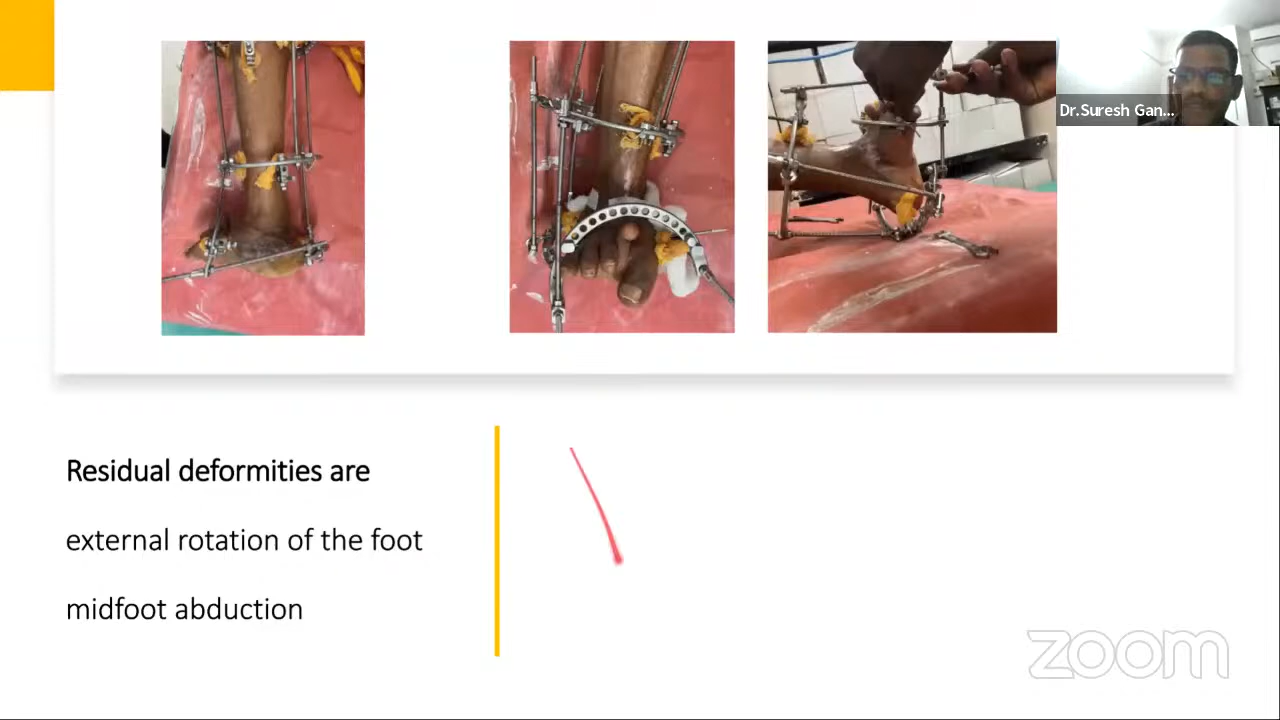 Dr.Suresh Gan...
Residual deformities are
external rotation of the foot
midfoot abduction
zoom